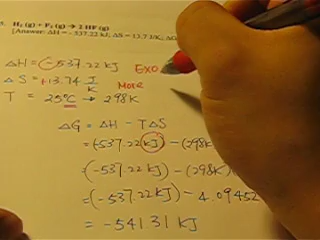 H₂ (g) + F₂ (g) → 2 HF (g)
[Answer: ΔH = - 537.22 kJ; ΔS = 13.7 J/K; ΔG
ΔH = (-)537.22 kJ EXO
ΔS = +13.74 J/K More
T = 25°C → 298K
ΔG = ΔH - TΔS
= (-537.22 kJ) - (298K
= (-537.22 kJ) - (298K)
= (-537.22 kJ) - 4.09452
= -541.31 KJ